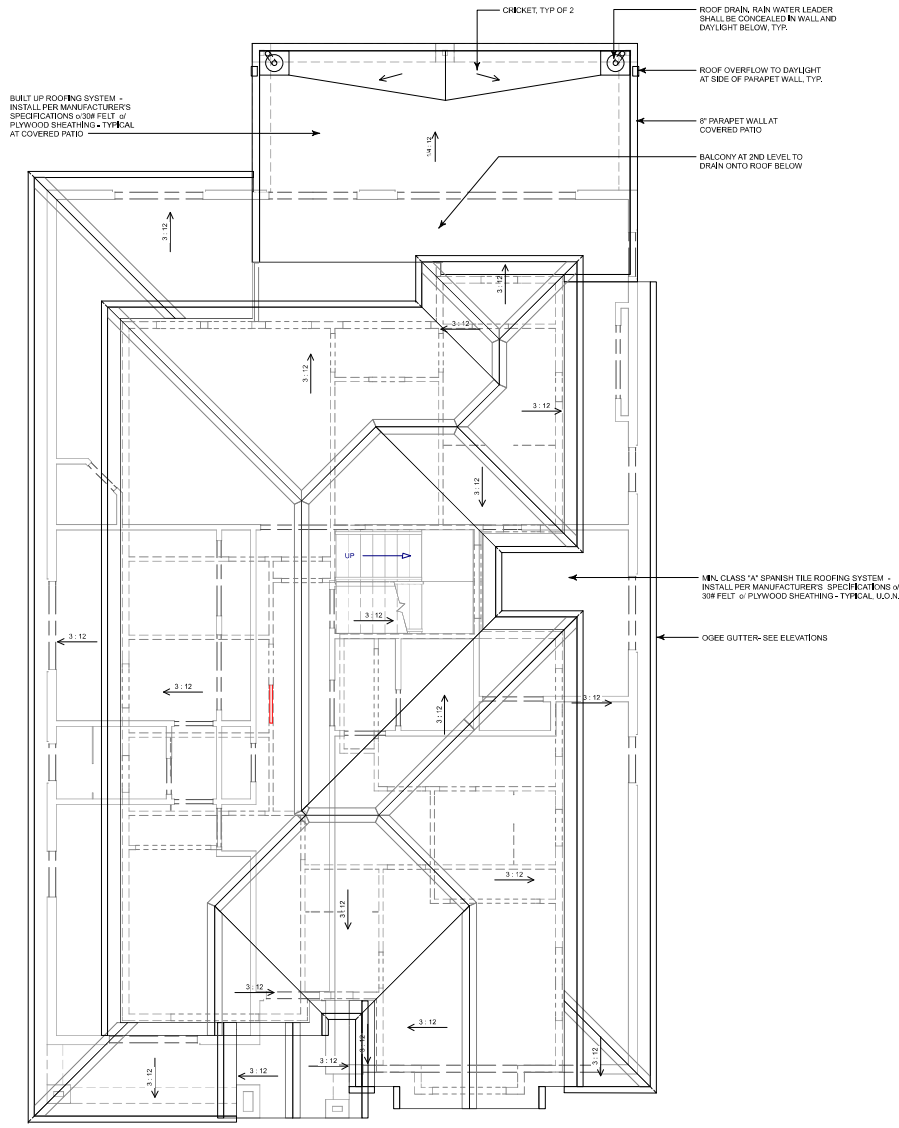 CRICKET, TYP OF 2
ROOF DRAIN, RAIN WATER LEADER
SHALL BE CONCEALED IN WALL AND
DAYLIGHT BELOW, TYP.
ROOF OVERFLOW TO DAYLIGHT
AT SIDE OF PARAPET WALL, TYP.
BUILT UP ROOFING SYSTEM -
INSTALL PER MANUFACTURER'S
SPECIFICATIONS o/30# FELT o/
PLYWOOD SHEATHING - TYPICAL
AT COVERED PATIO
8" PARAPET WALL AT
COVERED PATIO
1/4 : 12
BALCONY AT 2ND LEVEL TO
DRAIN ONTO ROOF BELOW
3 : 12
3 : 12
3 : 12
3 : 12
3 : 12
3 : 12
UP
MIN. CLASS "A" SPANISH TILE ROOFING SYSTEM -
INSTALL PER MANUFACTURER'S SPECIFICATIONS o/
30# FELT o/ PLYWOOD SHEATHING - TYPICAL, U.O.N.
3 : 12
3 : 12
OGEE GUTTER- SEE ELEVATIONS
3 : 12
3 : 12
3 : 12
3 : 12
3 : 12
3 : 12
3 : 12
3 : 12
3 : 12
3 : 12
3 : 12
3 : 12
3 : 12